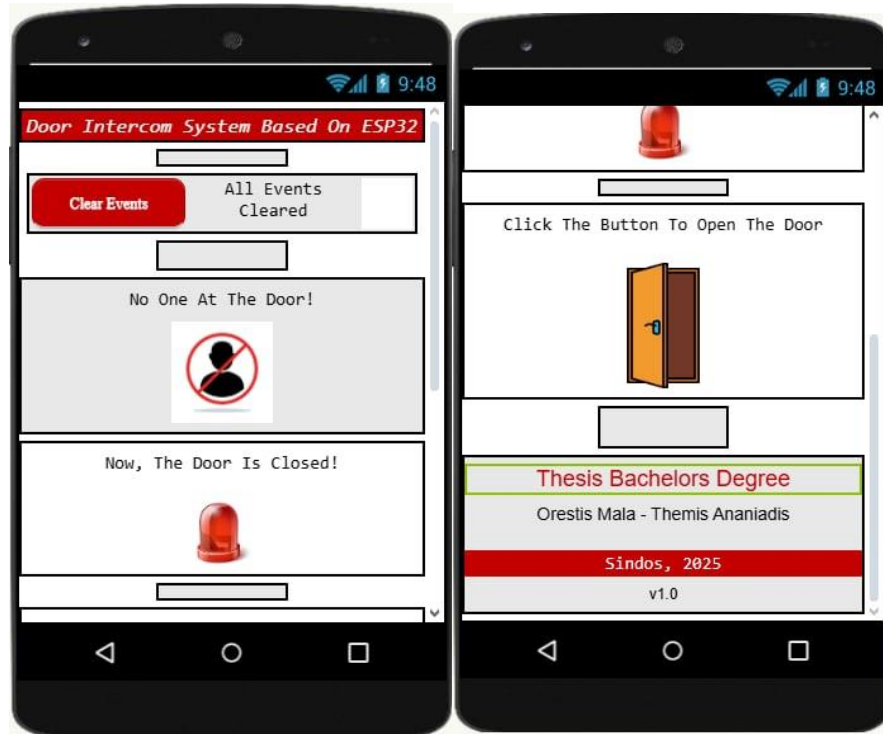 9:48
Door Intercom System Based On ESP32
Clear Events
All Events
Cleared
No One At The Door!
Now, The Door Is Closed!
9:48
Click The Button To Open The Door
Thesis Bachelors Degree
Orestis Mala - Themis Ananiadis
Sindos, 2025
v1.0